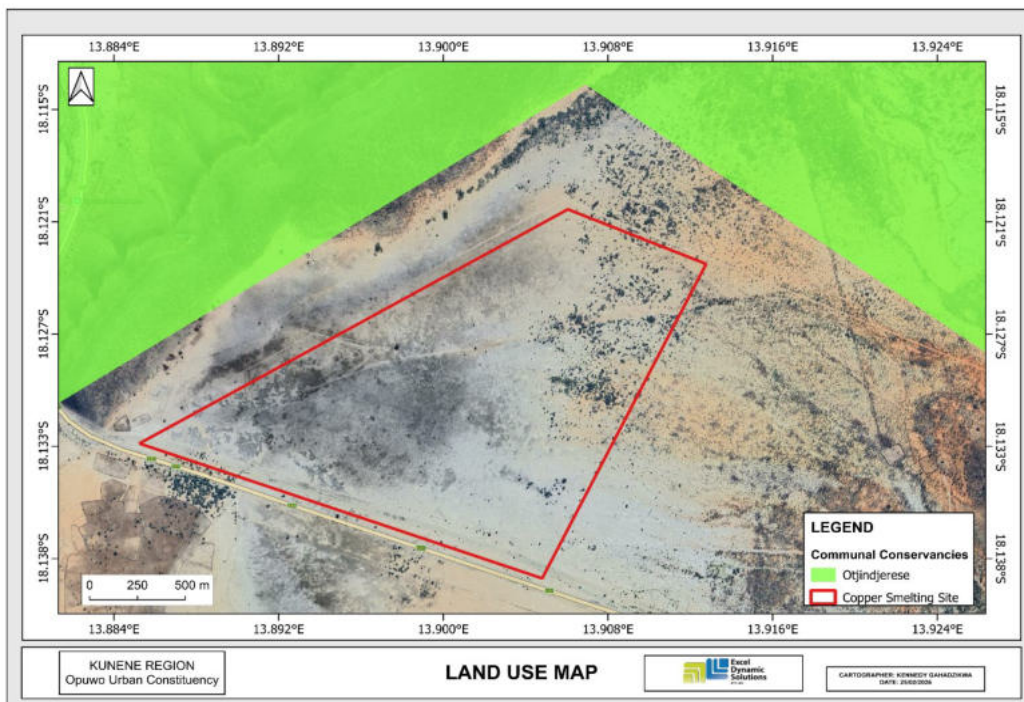 13.884°E 13.892°E 13.900°E 13.908°E 13.916°E 13.924°E
18.115°S 18.115°S
18.121°S 18.121°S
18.127°S 18.127°S
18.133°S 18.133°S
18.138°S 18.138°S
0 250 500 m
LEGEND
Communal Conservancies
Otjindjerese
Copper Smelting Site
13.884°E 13.892°E 13.900°E 13.908°E 13.916°E 13.924°E
KUNENE REGION
Opuwo Urban Constituency
LAND USE MAP
Excel
Dynamic
Solutions
CARTOGRAPHER: KENNEDY GAHADZIKWA